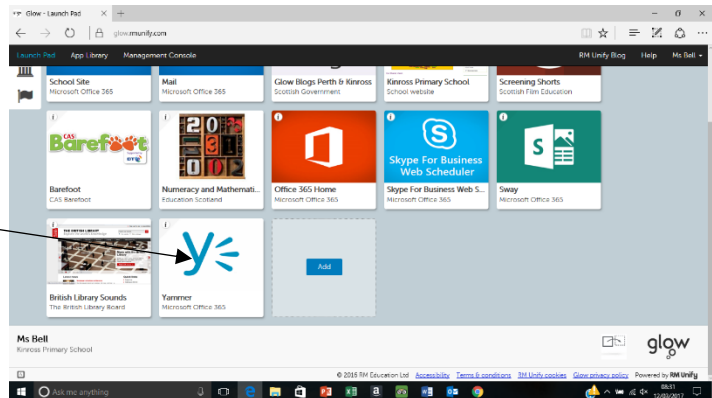 Glow - Launch Pad
glow.rmunify.com
Launch Pad App Library Management Console RM Unify Blog Help Ms Bell
School Site Mail Glow Blogs Perth & Kinross Kinross Primary School Screening Shorts
Microsoft Office 365 Microsoft Office 365 Scottish Government School website Scottish Film Education
CAS
Barefoot
Skype For Business
Web Scheduler
Barefoot Numeracy and Mathemati... Office 365 Home Skype For Business Web S... Sway
CAS Barefoot Education Scotland Microsoft Office 365 Microsoft Office 365 Microsoft Office 365
THE BRITISH LIBRARY
Add
British Library Sounds Yammer
The British Library Board Microsoft Office 365
Ms Bell
Kinross Primary School
glow
© 2016 RM Education Ltd Accessibility Terms & conditions RM Unify cookies Glow privacy policy Powered by RM Unify
Ask me anything
08:31
12/03/2017